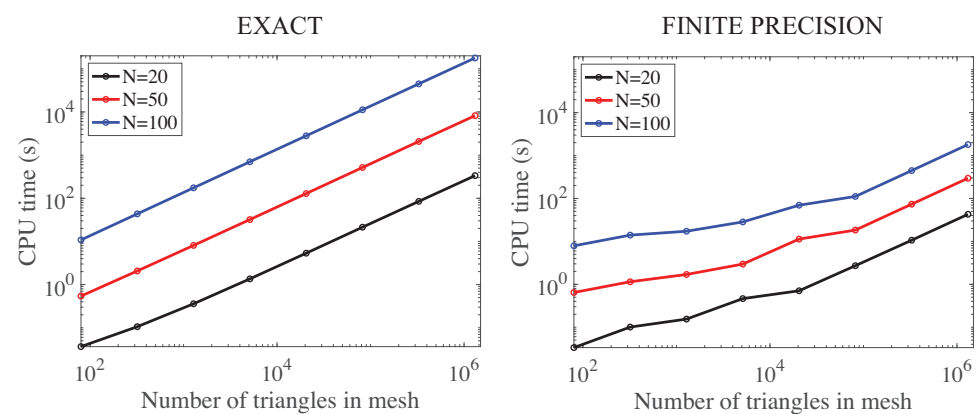 EXACT
N=20
N=50
N=100
CPU time (s)
10^4
10^2
10^0
10^2
10^4
10^6
Number of triangles in mesh
FINITE PRECISION
N=20
N=50
N=100
CPU time (s)
10^4
10^2
10^0
10^2
10^4
10^6
Number of triangles in mesh